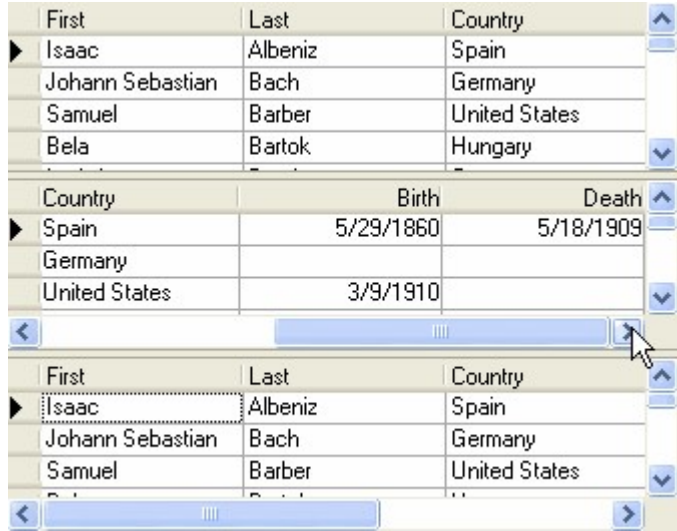 First Last Country
Isaac Albeniz Spain
Johann Sebastian Bach Germany
Samuel Barber United States
Bela Bartok Hungary
Country Birth Death
Spain 5/29/1860 5/18/1909
Germany
United States 3/9/1910
First Last Country
Isaac Albeniz Spain
Johann Sebastian Bach Germany
Samuel Barber United States